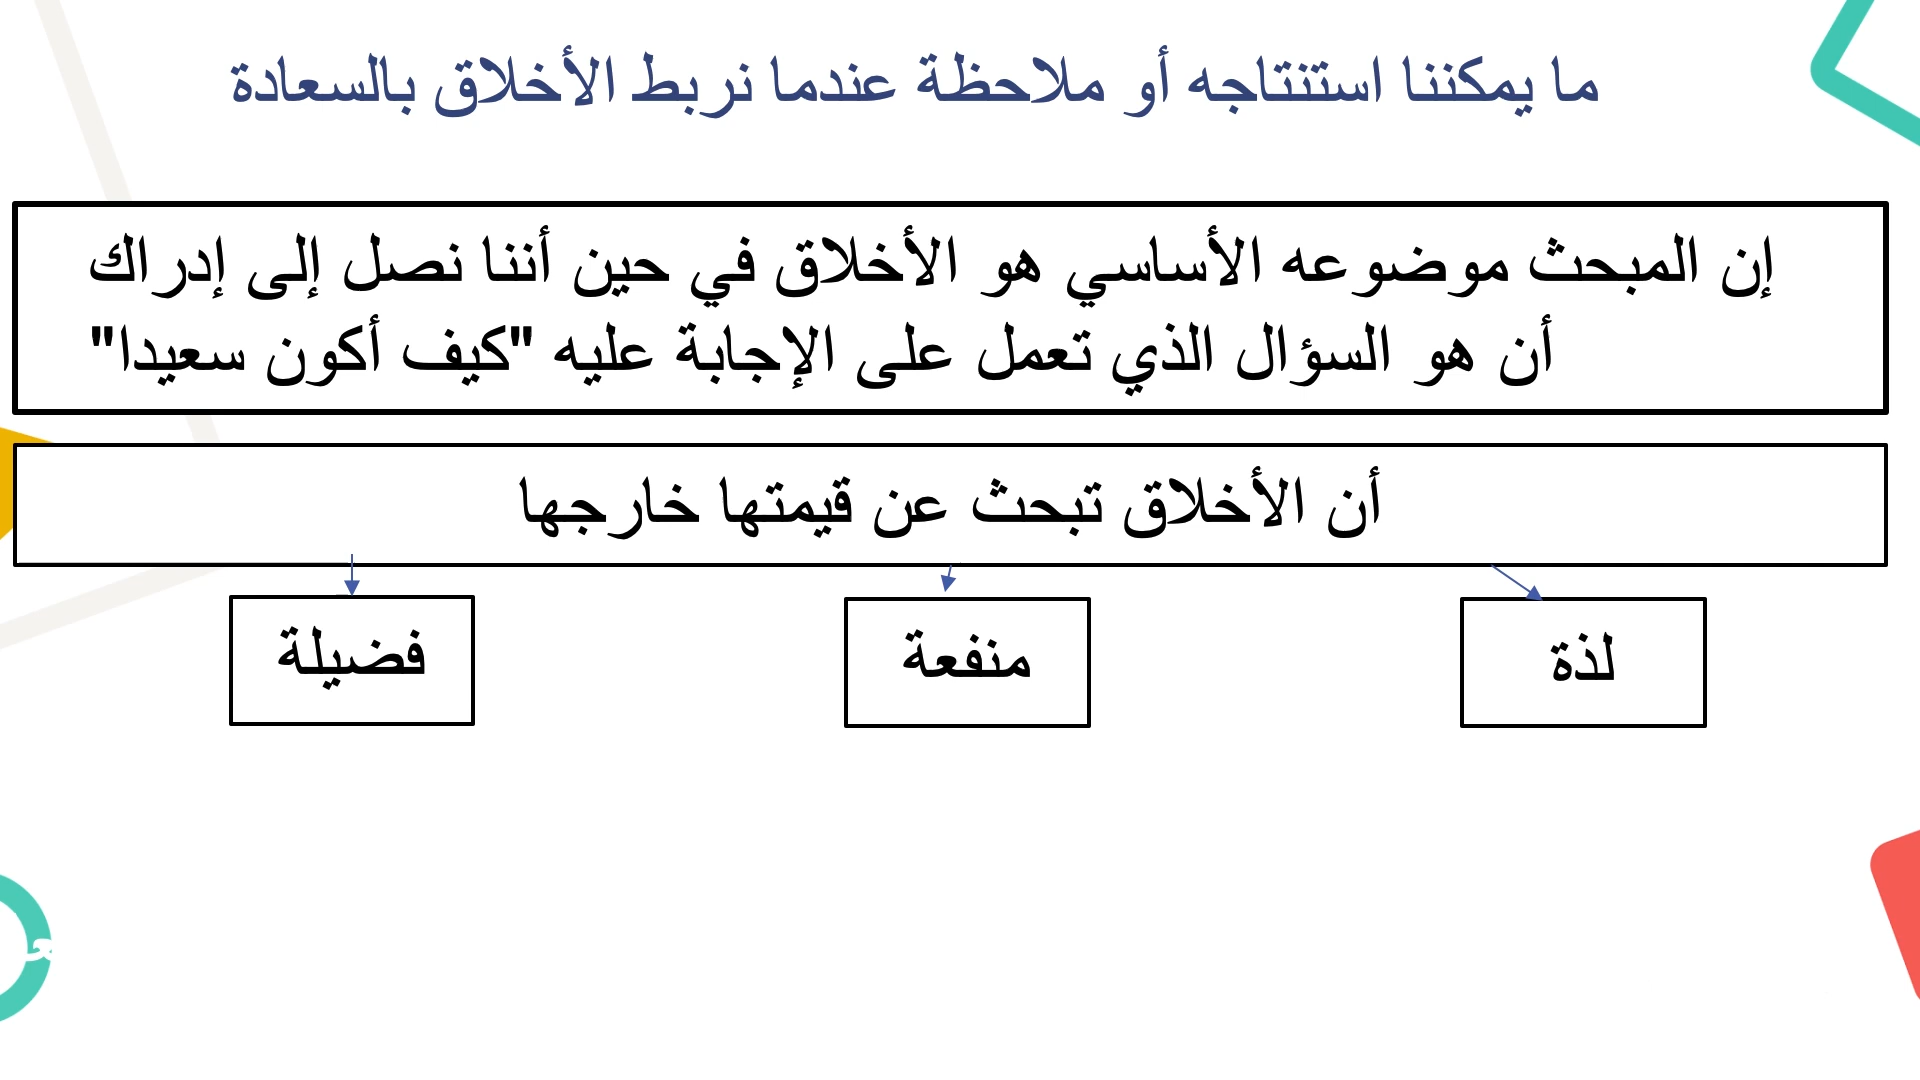 ما يمكننا استنتاجه أو ملاحظة عندما نربط الأخلاق بالسعادة
إن المبحث موضوعه الأساسي هو الأخلاق في حين أننا نصل إلى إدراك
أن هو السؤال الذي تعمل على الإجابة عليه "كيف أكون سعيدا"
أن الأخلاق تبحث عن قيمتها خارجها
لذة
منفعة
فضيلة